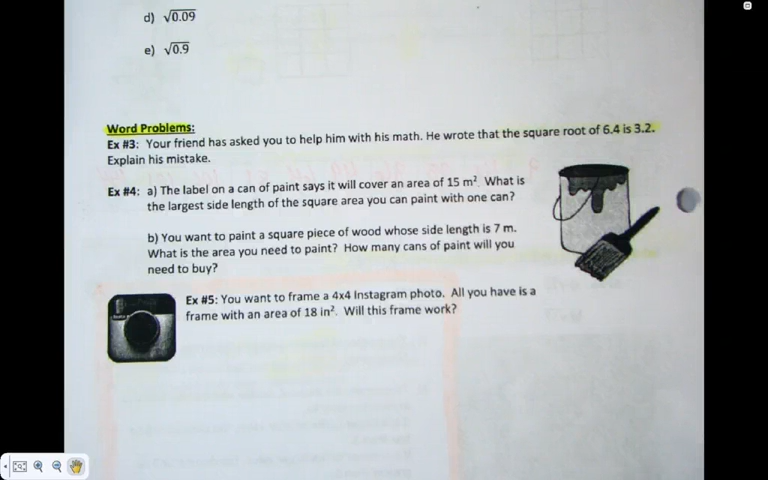 d) √0.09
e) √0.9
Word Problems:
Ex #3: Your friend has asked you to help him with his math. He wrote that the square root of 6.4 is 3.2.
Explain his mistake.
Ex #4: a) The label on a can of paint says it will cover an area of 15 m². What is
the largest side length of the square area you can paint with one can?
b) You want to paint a square piece of wood whose side length is 7 m.
What is the area you need to paint? How many cans of paint will you
need to buy?
Ex #5: You want to frame a 4x4 Instagram photo. All you have is a
frame with an area of 18 in². Will this frame work?